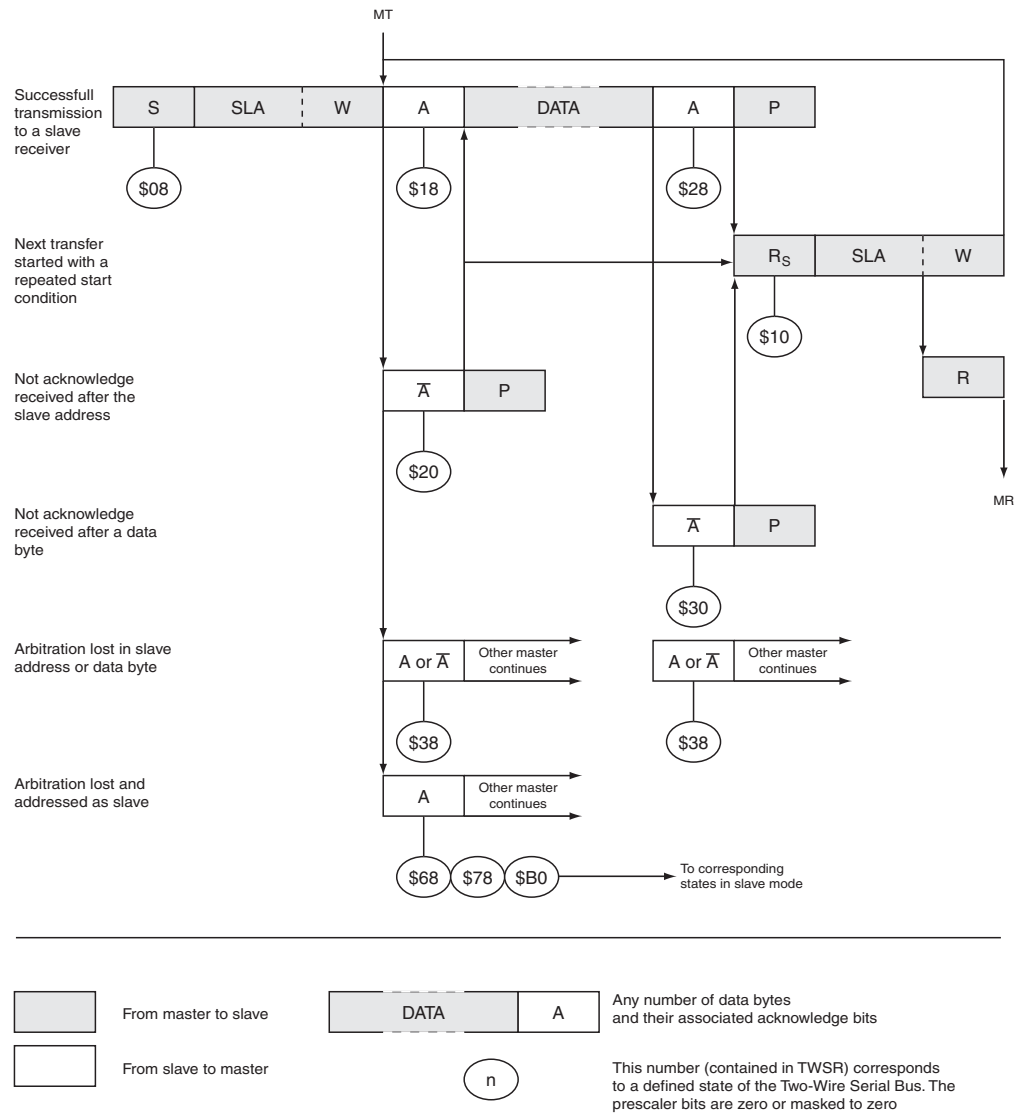 MT
Successfull
transmission
to a slave
receiver
S SLA W A DATA A P
$08 $18 $28
Next transfer
started with a
repeated start
condition
RS SLA W
$10
Not acknowledge
received after the
slave address
A̅ P
R
$20
MR
Not acknowledge
received after a data
byte
A̅ P
$30
Arbitration lost in slave
address or data byte
A or A̅
Other master
continues
A or A̅
Other master
continues
$38 $38
Arbitration lost and
addressed as slave
A
Other master
continues
$68 $78 $B0
To corresponding
states in slave mode
From master to slave
DATA A
Any number of data bytes
and their associated acknowledge bits
From slave to master
n
This number (contained in TWSR) corresponds
to a defined state of the Two-Wire Serial Bus. The
prescaler bits are zero or masked to zero